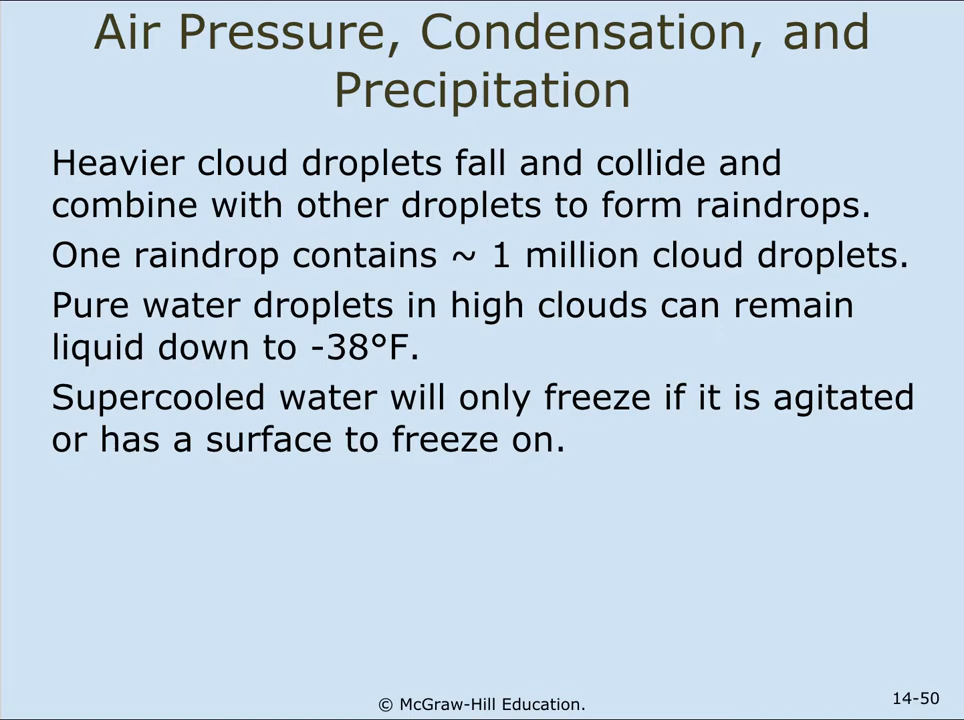 Air Pressure, Condensation, and
Precipitation
Heavier cloud droplets fall and collide and
combine with other droplets to form raindrops.
One raindrop contains ~ 1 million cloud droplets.
Pure water droplets in high clouds can remain
liquid down to -38°F.
Supercooled water will only freeze if it is agitated
or has a surface to freeze on.
© McGraw-Hill Education.
14-50